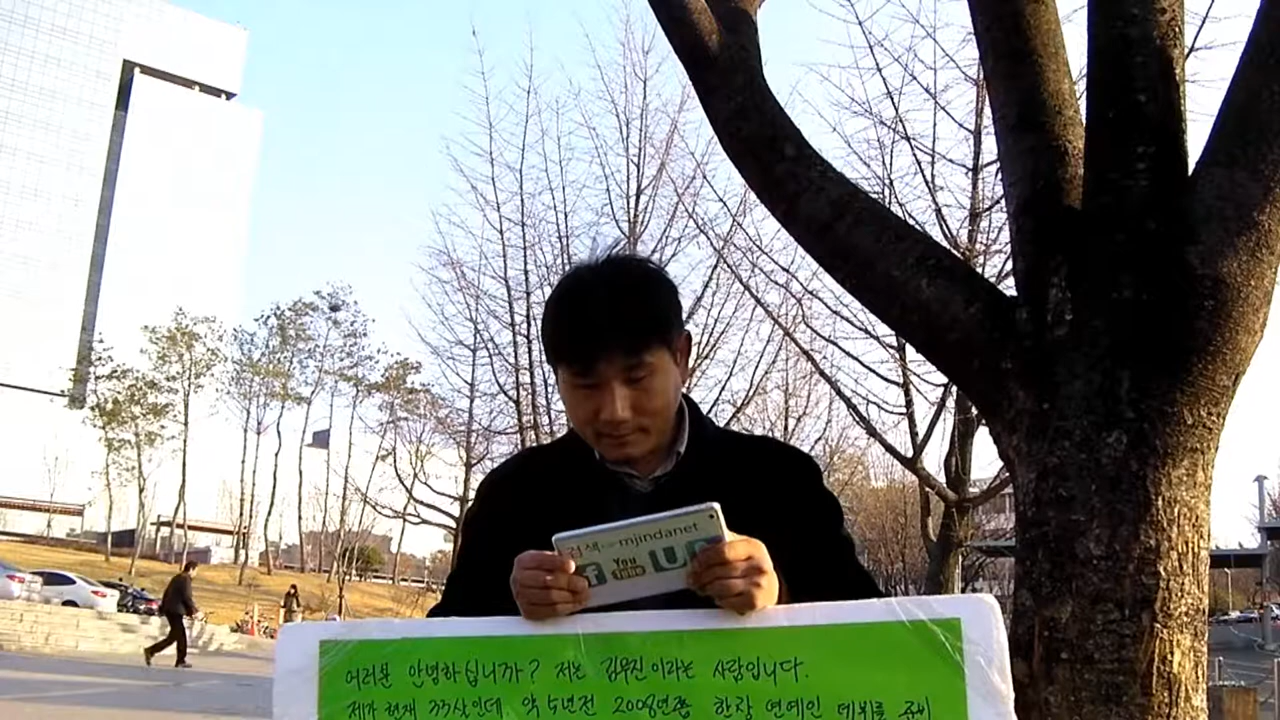 검색 mjindanet
f You Tube U
여러분 안녕하십니까? 저는 김우진이라는 사람입니다.
제가 현재 33살인데 약 5년전 2008년쯤 한창 연예인 데뷔를 준비